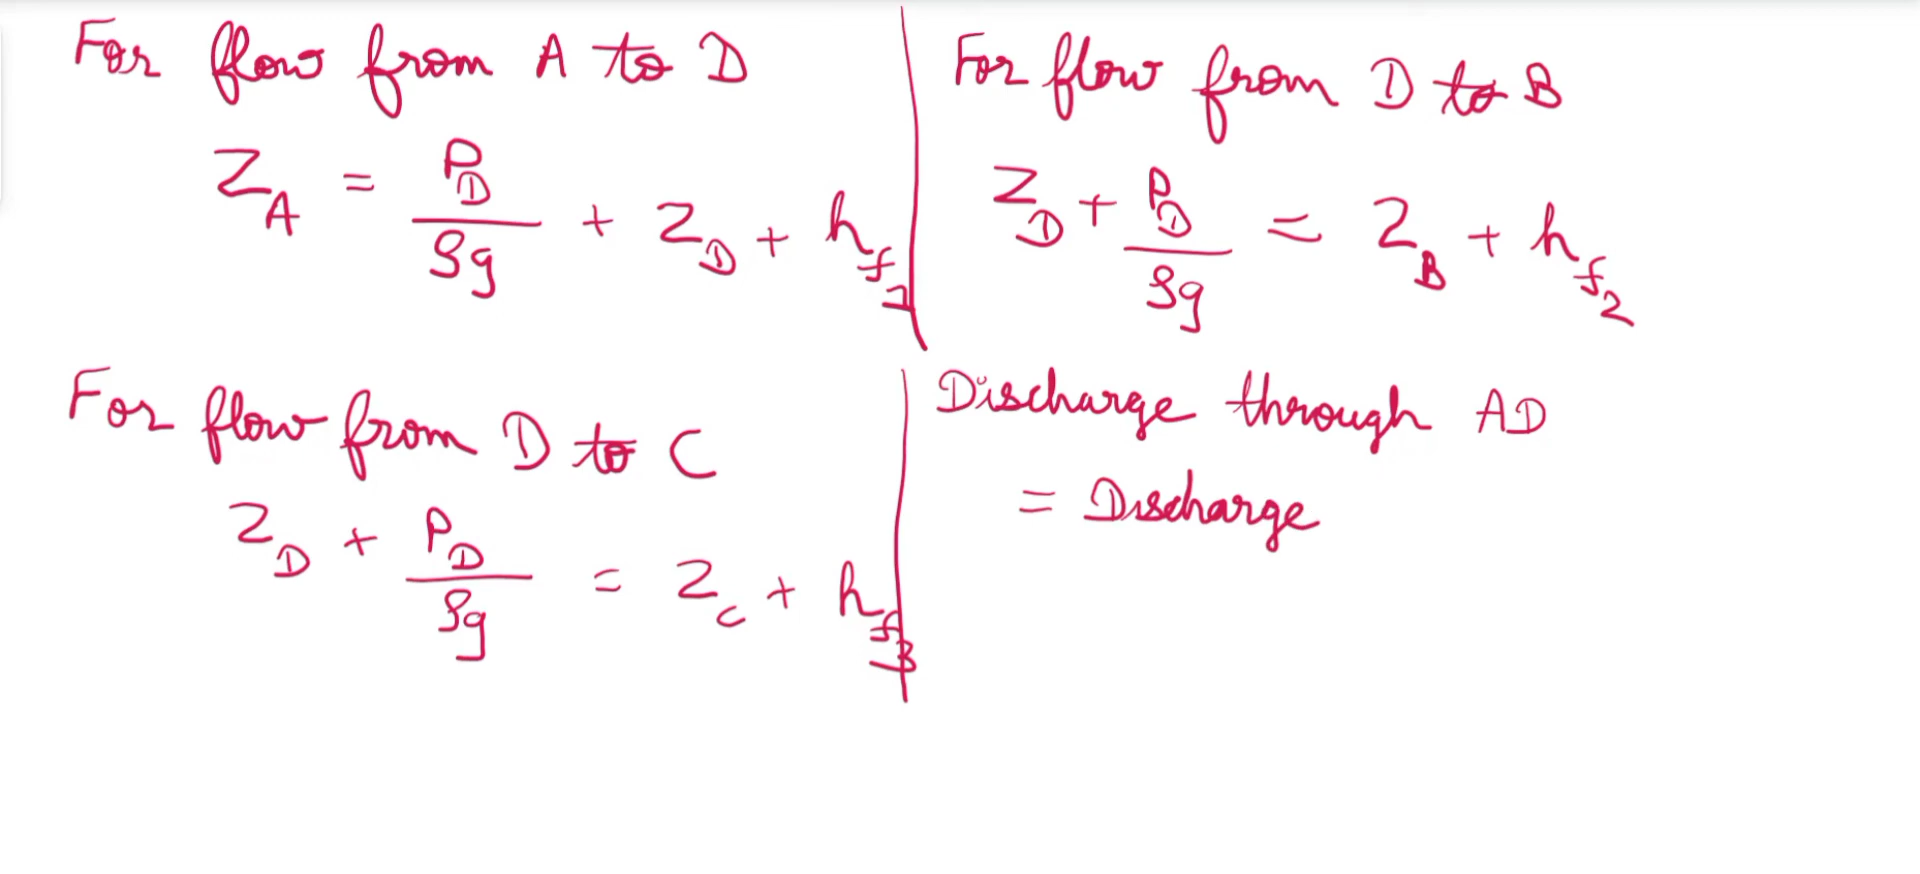 For flow from A to D
Z_A = P_D/ρg + Z_D + h_f1
For flow from D to B
Z_D + P_D/ρg = Z_B + h_f2
For flow from D to C
Z_D + P_D/ρg = Z_C + h_f3
Discharge through AD
= Discharge